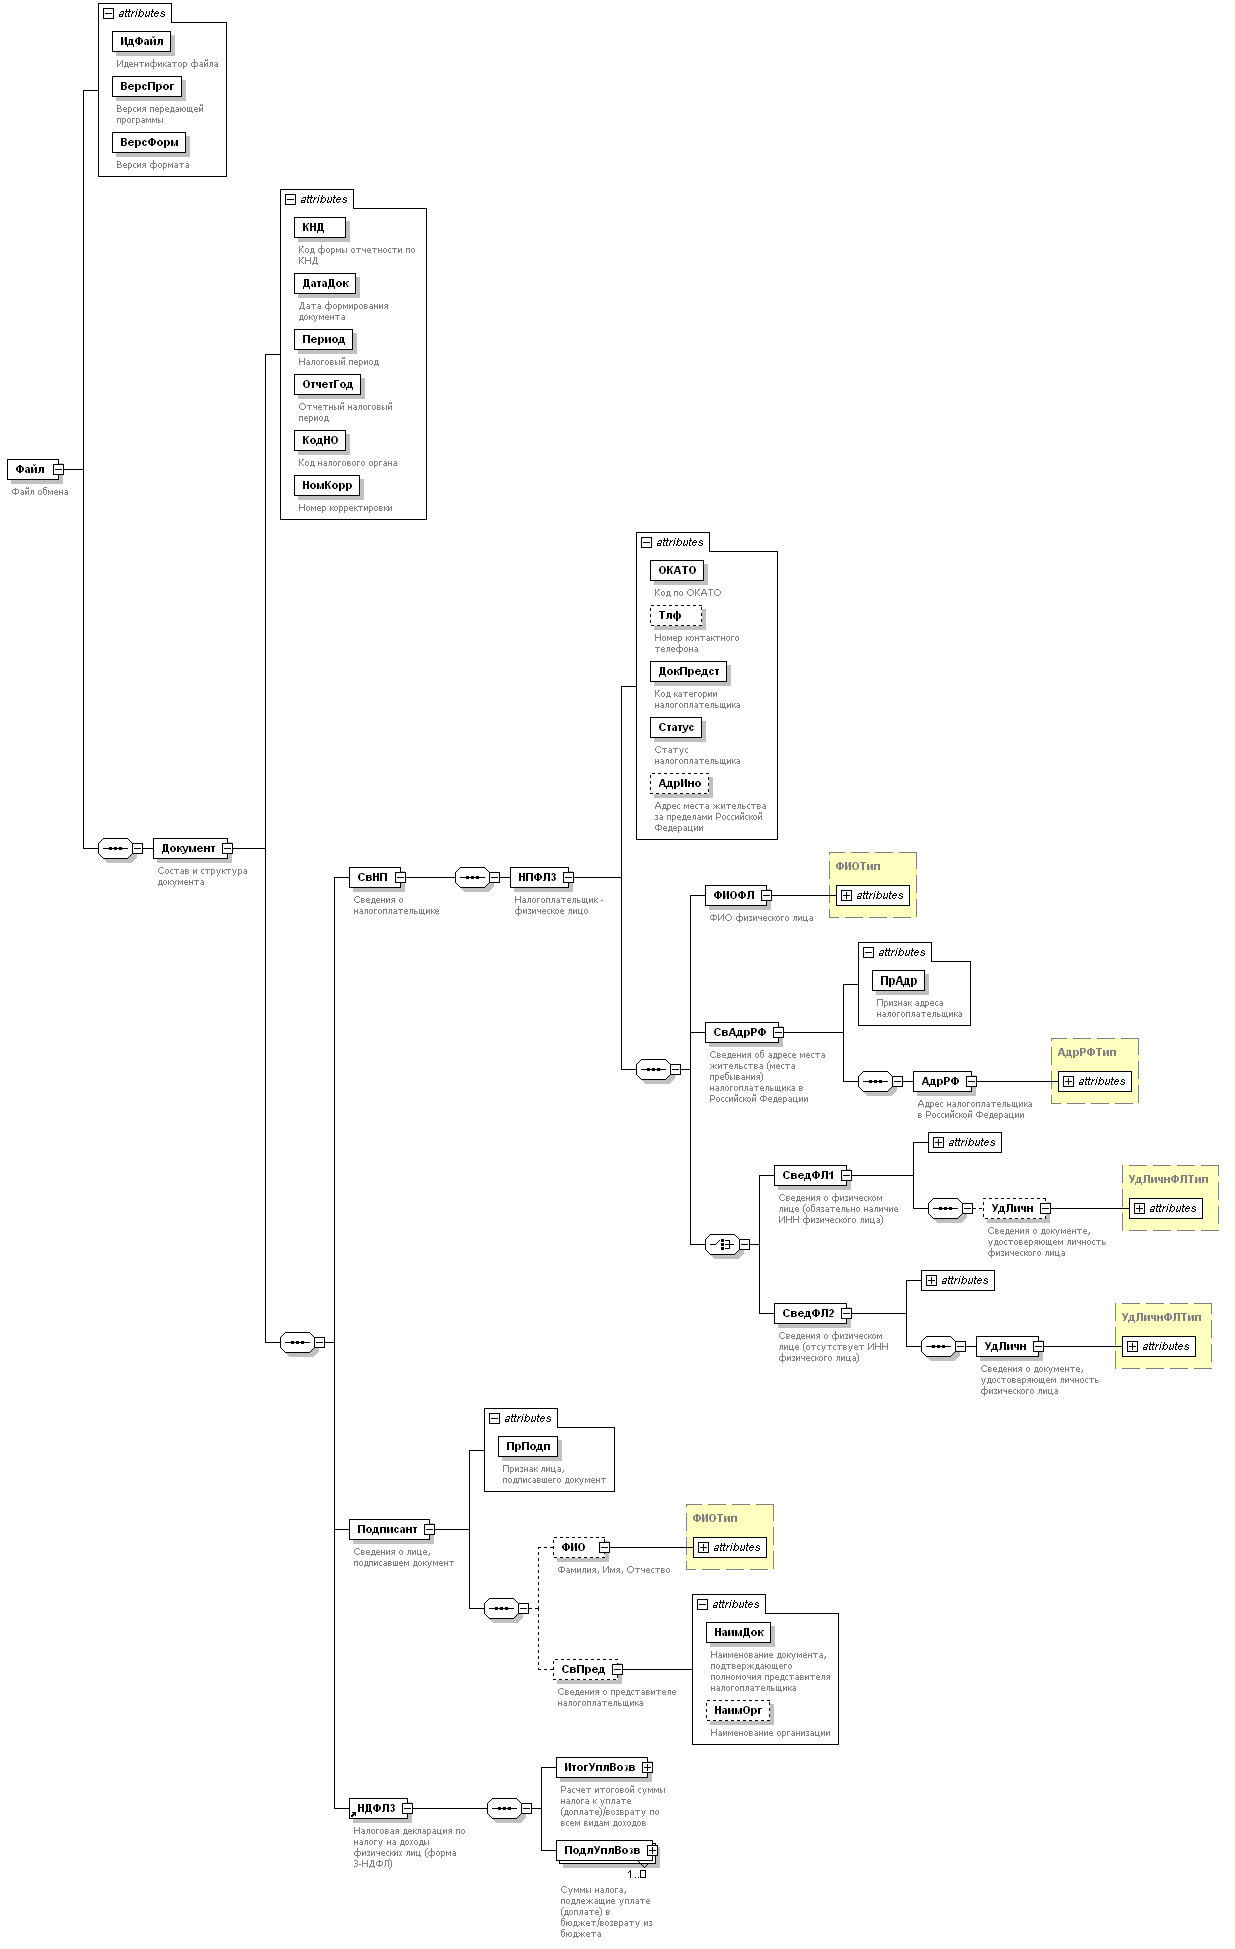 attributes
ИдФайл
Идентификатор файла
ВерсПрог
Версия передающей
программы
ВерсФорм
Версия формата
attributes
КНД
Код формы отчетности по
КНД
ДатаДок
Дата формирования
документа
Период
Налоговый период
ОтчетГод
Отчетный налоговый
период
КодНО
Код налогового органа
НомКорр
Номер корректировки
Файл
Файл обмена
attributes
ОКАТО
Код по ОКАТО
Тлф
Номер контактного
телефона
ДокПредст
Код категории
налогоплательщика
Статус
Статус
налогоплательщика
АдрИно
Адрес места жительства
за пределами Российской
Федерации
Документ
Состав и структура
документа
СвНП
Сведения о
налогоплательщике
НПФЛ3
Налогоплательщик -
физическое лицо
ФИОФЛ
ФИО физического лица
ФИОТип
attributes
attributes
ПрАдр
Признак адреса
налогоплательщика
СвАдрРФ
Сведения об адресе места
жительства (места
пребывания)
налогоплательщика в
Российской Федерации
АдрРФ
Адрес налогоплательщика
в Российской Федерации
АдрРФТип
attributes
attributes
СведФЛ1
Сведения о физическом
лице (обязательно наличие
ИНН физического лица)
УдЛичн
Сведения о документе,
удостоверяющем личность
физического лица
УдЛичнФЛТип
attributes
attributes
СведФЛ2
Сведения о физическом
лице (отсутствует ИНН
физического лица)
УдЛичн
Сведения о документе,
удостоверяющем личность
физического лица
УдЛичнФЛТип
attributes
attributes
ПрПодп
Признак лица,
подписавшего документ
Подписант
Сведения о лице,
подписавшем документ
ФИО
Фамилия, Имя, Отчество
ФИОТип
attributes
attributes
НаимДок
Наименование документа,
подтверждающего
полномочия представителя
налогоплательщика
НаимОрг
Наименование организации
СвПред
Сведения о представителе
налогоплательщика
НДФЛ3
Налоговая декларация по
налогу на доходы
физических лиц (форма
3-НДФЛ)
ИтогУплВозв
Расчет итоговой суммы
налога к уплате
(доплате)/возврату по
всем видам доходов
ПодлУплВозв
1..
Суммы налога,
подлежащие уплате
(доплате) в
бюджет/возврату из
бюджета